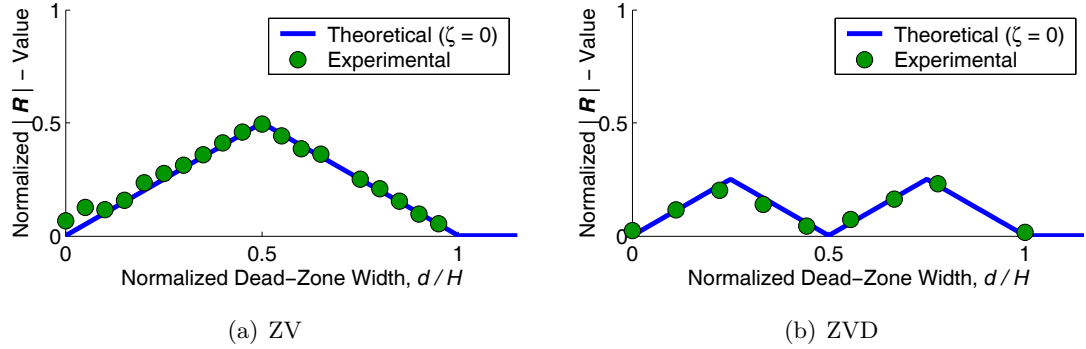 1
Theoretical (ζ = 0)
Experimental
0.5
0
0
0.5
1
Normalized |R| − Value
Normalized Dead−Zone Width, d / H
(a) ZV
1
Theoretical (ζ = 0)
Experimental
0.5
0
0
0.5
1
Normalized |R| − Value
Normalized Dead−Zone Width, d / H
(b) ZVD